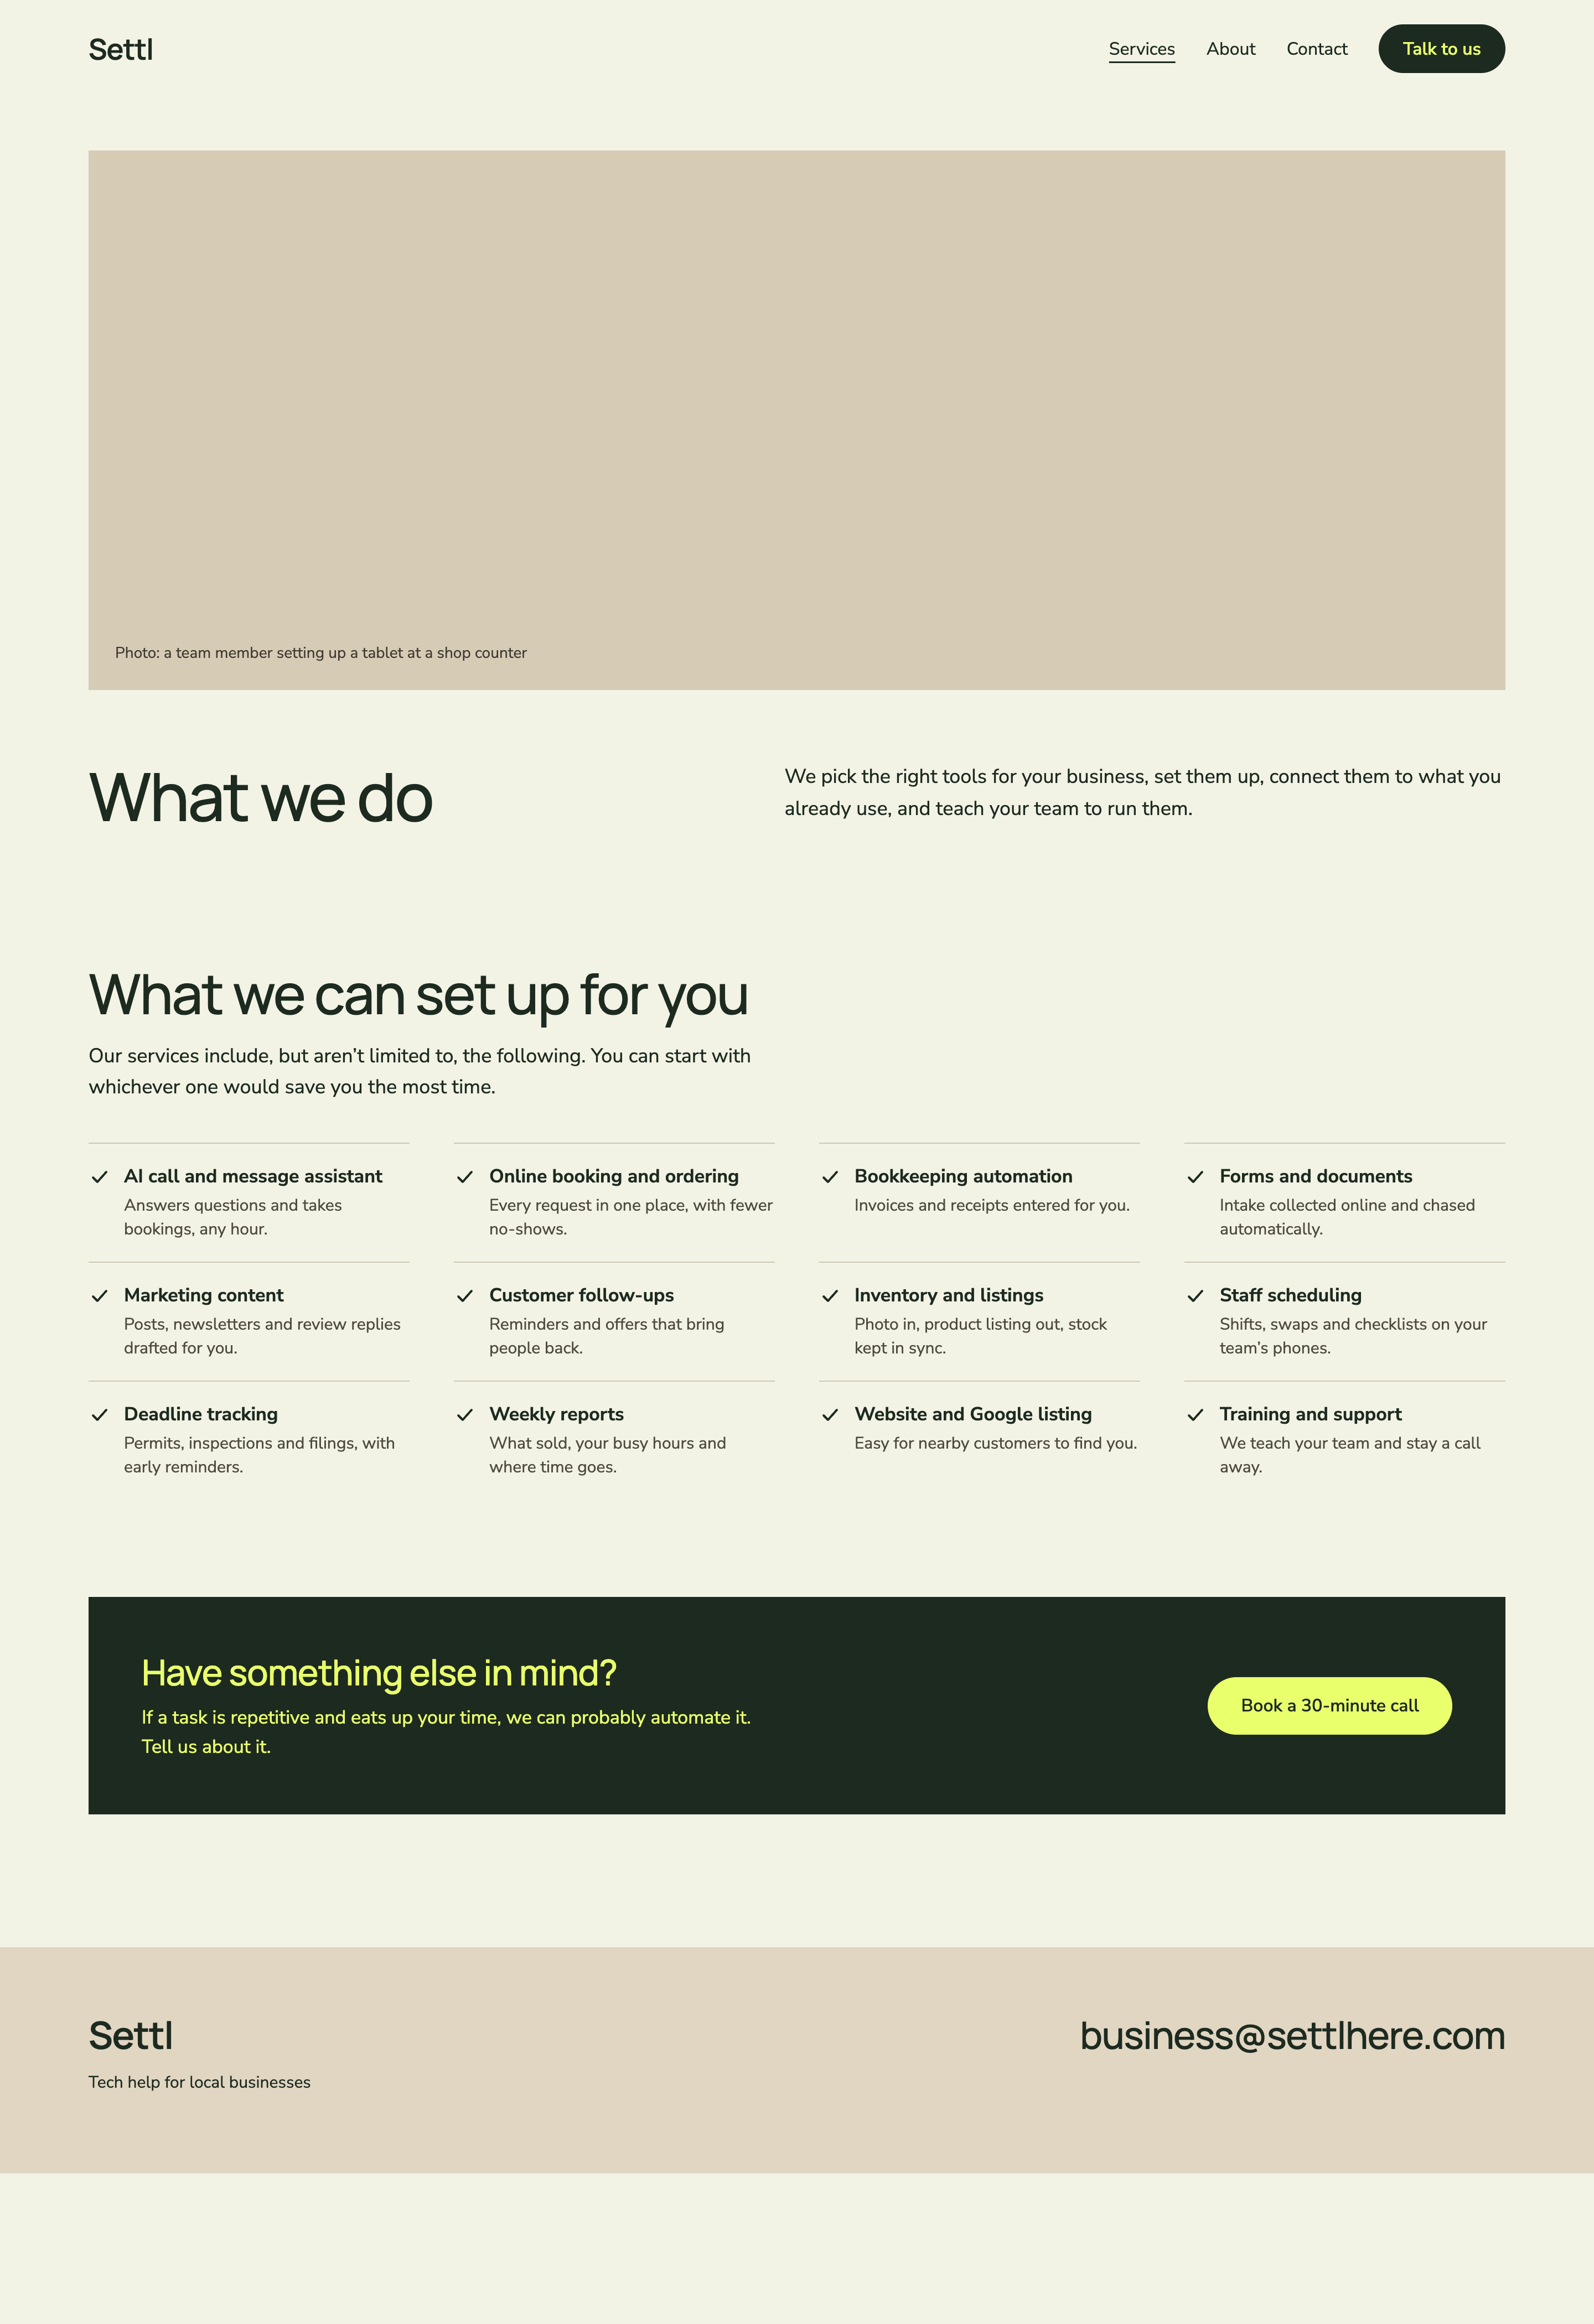 Settl
Services
About
Contact
Talk to us
Photo: a team member setting up a tablet at a shop counter
What we do
We pick the right tools for your business, set them up, connect them to what you
already use, and teach your team to run them.
What we can set up for you
Our services include, but aren’t limited to, the following. You can start with
whichever one would save you the most time.
AI call and message assistant
Answers questions and takes
bookings, any hour.
Online booking and ordering
Every request in one place, with fewer
no-shows.
Bookkeeping automation
Invoices and receipts entered for you.
Forms and documents
Intake collected online and chased
automatically.
Marketing content
Posts, newsletters and review replies
drafted for you.
Customer follow-ups
Reminders and offers that bring
people back.
Inventory and listings
Photo in, product listing out, stock
kept in sync.
Staff scheduling
Shifts, swaps and checklists on your
team’s phones.
Deadline tracking
Permits, inspections and filings, with
early reminders.
Weekly reports
What sold, your busy hours and
where time goes.
Website and Google listing
Easy for nearby customers to find you.
Training and support
We teach your team and stay a call
away.
Have something else in mind?
If a task is repetitive and eats up your time, we can probably automate it.
Tell us about it.
Book a 30-minute call
Settl
Tech help for local businesses
business@settlhere.com